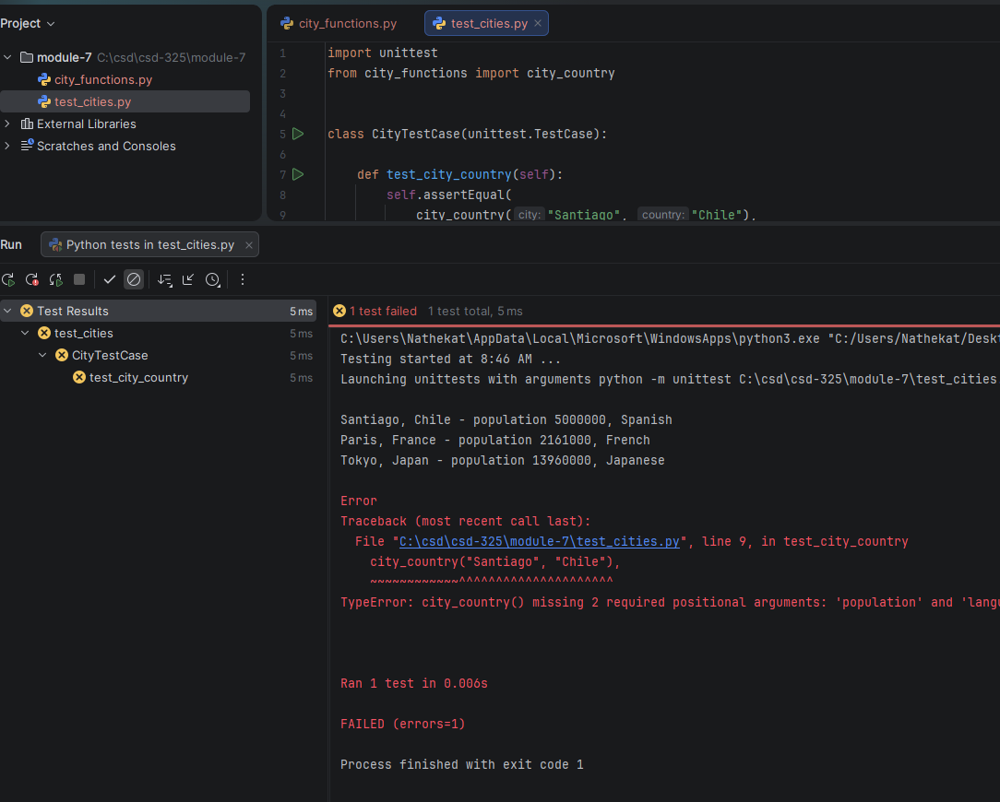 Project
module-7 C:\csd\csd-325\module-7
city_functions.py
test_cities.py
External Libraries
Scratches and Consoles
city_functions.py test_cities.py
1 import unittest
2 from city_functions import city_country
3
4
5 class CityTestCase(unittest.TestCase):
6
7 def test_city_country(self):
8 self.assertEqual(
9 city_country( city: "Santiago", country: "Chile"),
Run Python tests in test_cities.py
Test Results 5 ms
test_cities 5 ms
CityTestCase 5 ms
test_city_country 5 ms
1 test failed 1 test total, 5 ms
C:\Users\Nathekat\AppData\Local\Microsoft\WindowsApps\python3.exe "C:/Users/Nathekat/Deskt
Testing started at 8:46 AM ...
Launching unittests with arguments python -m unittest C:\csd\csd-325\module-7\test_cities
Santiago, Chile - population 5000000, Spanish
Paris, France - population 2161000, French
Tokyo, Japan - population 13960000, Japanese
Error
Traceback (most recent call last):
File "C:\csd\csd-325\module-7\test_cities.py", line 9, in test_city_country
city_country("Santiago", "Chile"),
~~~~~~~~~~~~^^^^^^^^^^^^^^^^^^^^^
TypeError: city_country() missing 2 required positional arguments: 'population' and 'langu
Ran 1 test in 0.006s
FAILED (errors=1)
Process finished with exit code 1